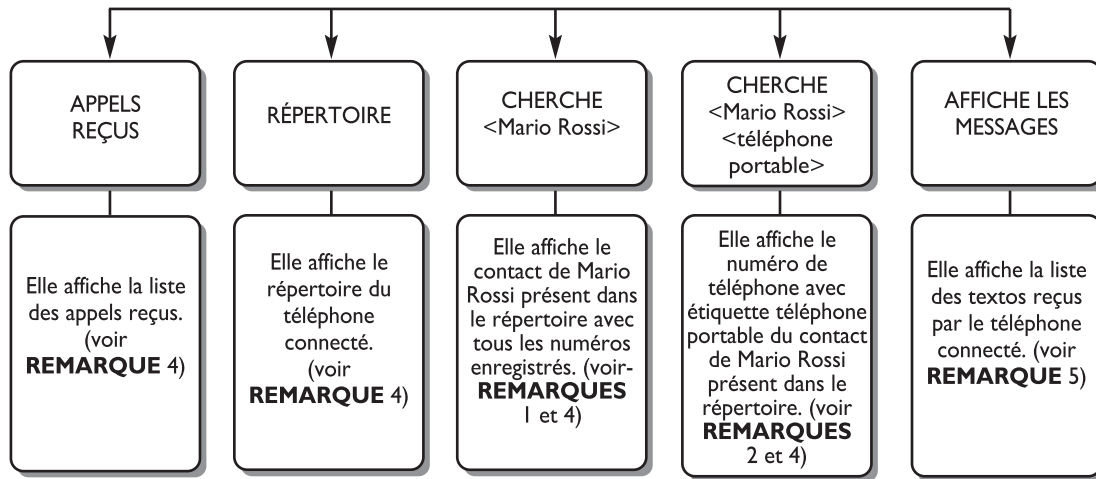 APPELS
REÇUS
RÉPERTOIRE
CHERCHE
<Mario Rossi>
CHERCHE
<Mario Rossi>
<téléphone
portable>
AFFICHE LES
MESSAGES
Elle affiche la liste
des appels reçus.
(voir
REMARQUE 4)
Elle affiche le
répertoire du
téléphone
connecté.
(voir
REMARQUE 4)
Elle affiche le
contact de Mario
Rossi présent dans
le répertoire avec
tous les numéros
enregistrés. (voir-
REMARQUES
1 et 4)
Elle affiche le
numéro de
téléphone avec
étiquette téléphone
portable du contact
de Mario Rossi
présent dans le
répertoire. (voir
REMARQUES
2 et 4)
Elle affiche la liste
des textos reçus
par le téléphone
connecté. (voir
REMARQUE 5)